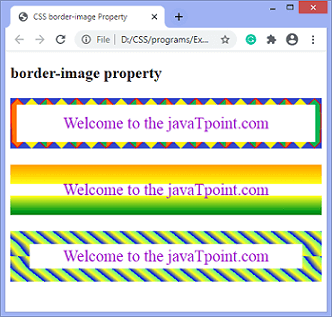 CSS border-image Property
File | D:/CSS/programs/Ex...
border-image property
Welcome to the javaTpoint.com
Welcome to the javaTpoint.com
Welcome to the javaTpoint.com